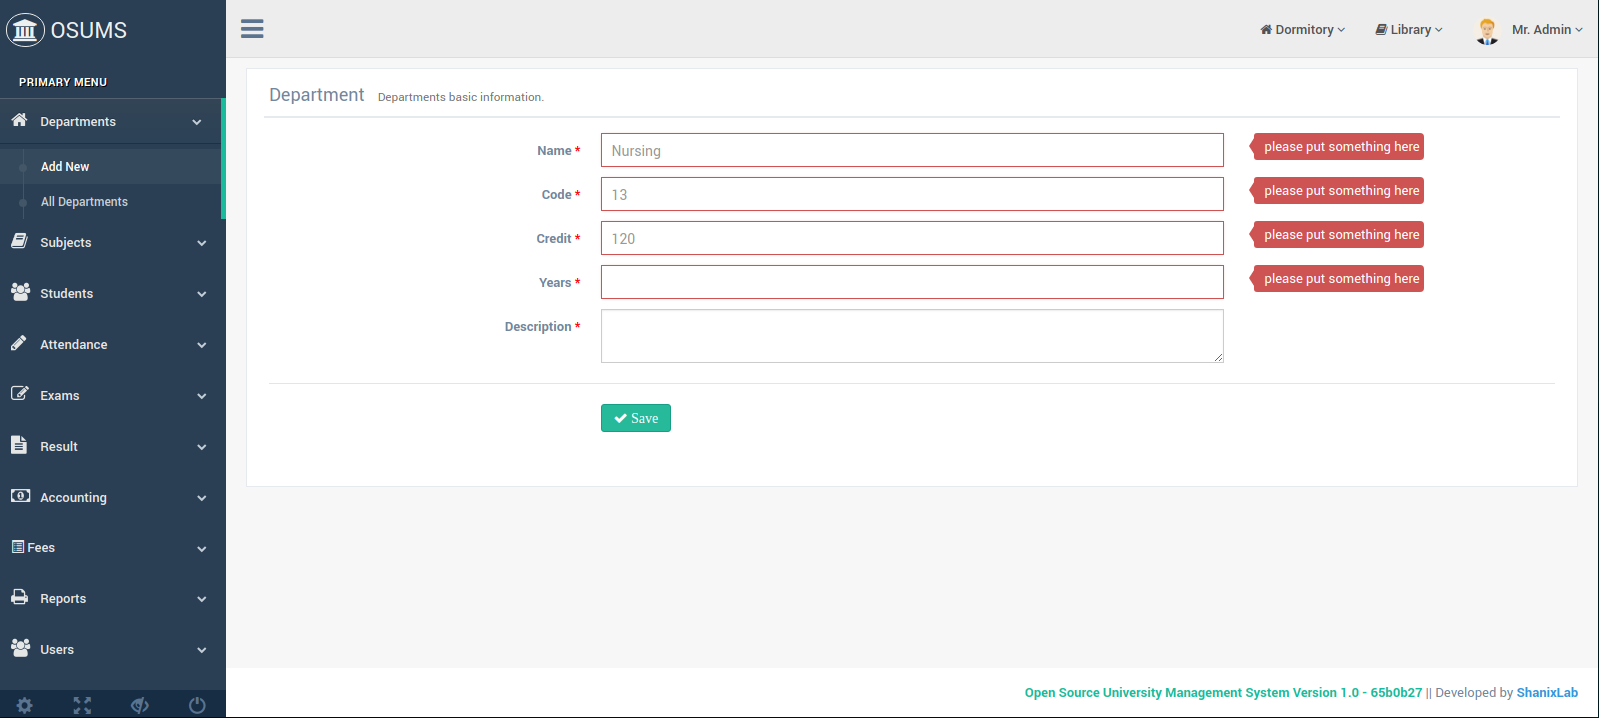 OSUMS
Dormitory
Library
Mr. Admin
PRIMARY MENU
Departments
Add New
All Departments
Subjects
Students
Attendance
Exams
Result
Accounting
Fees
Reports
Users
Department Departments basic information.
Name * Nursing please put something here
Code * 13 please put something here
Credit * 120 please put something here
Years * please put something here
Description *
Save
Open Source University Management System Version 1.0 - 65b0b27 || Developed by ShanixLab